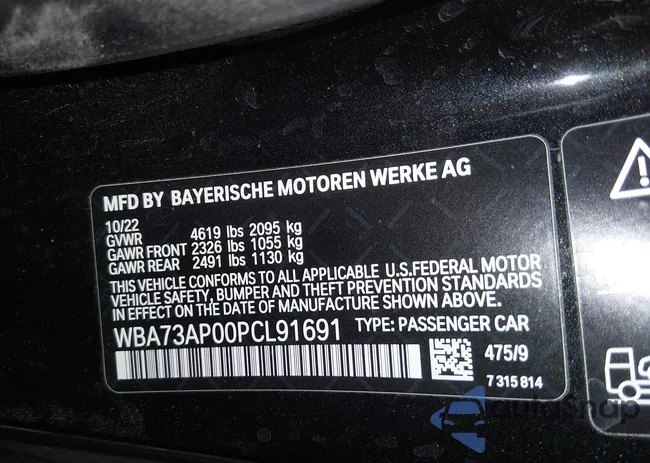 MFD BY BAYERISCHE MOTOREN WERKE AG
10/22
GVWR 4619 lbs 2095 kg
GAWR FRONT 2326 lbs 1055 kg
GAWR REAR 2491 lbs 1130 kg
THIS VEHICLE CONFORMS TO ALL APPLICABLE U.S.FEDERAL MOTOR
VEHICLE SAFETY, BUMPER AND THEFT PREVENTION STANDARDS
IN EFFECT ON THE DATE OF MANUFACTURE SHOWN ABOVE.
WBA73AP00PCL91691 TYPE: PASSENGER CAR
475/9
7 315 814